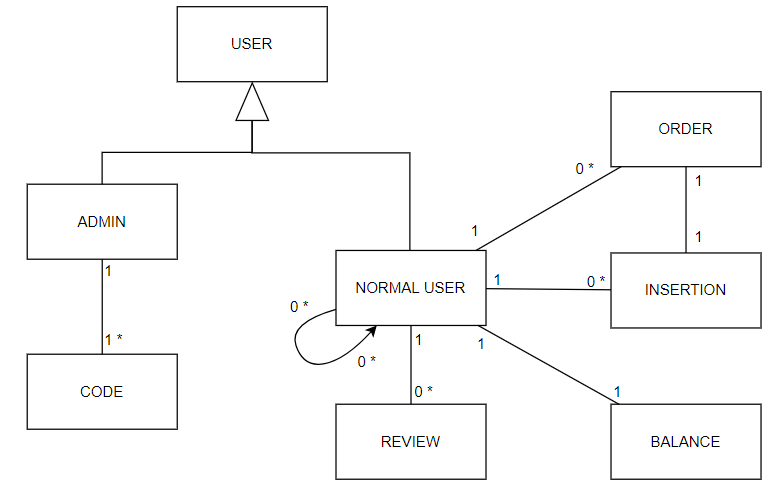 USER
ORDER
0 *
1
ADMIN
1
1
1
NORMAL USER
1
0 *
INSERTION
0 *
1
1
0 *
1 *
1
0 *
CODE
REVIEW
BALANCE